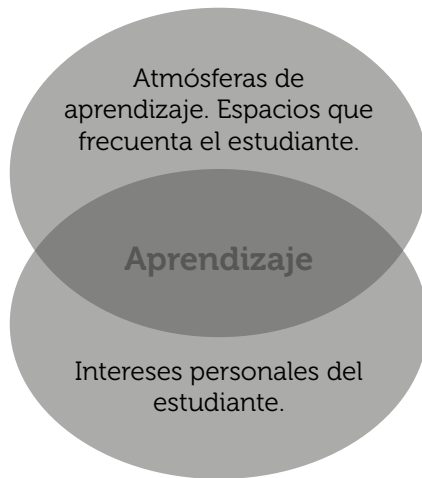 Atmósferas de
aprendizaje. Espacios que
frecuenta el estudiante.
Aprendizaje
Intereses personales del
estudiante.